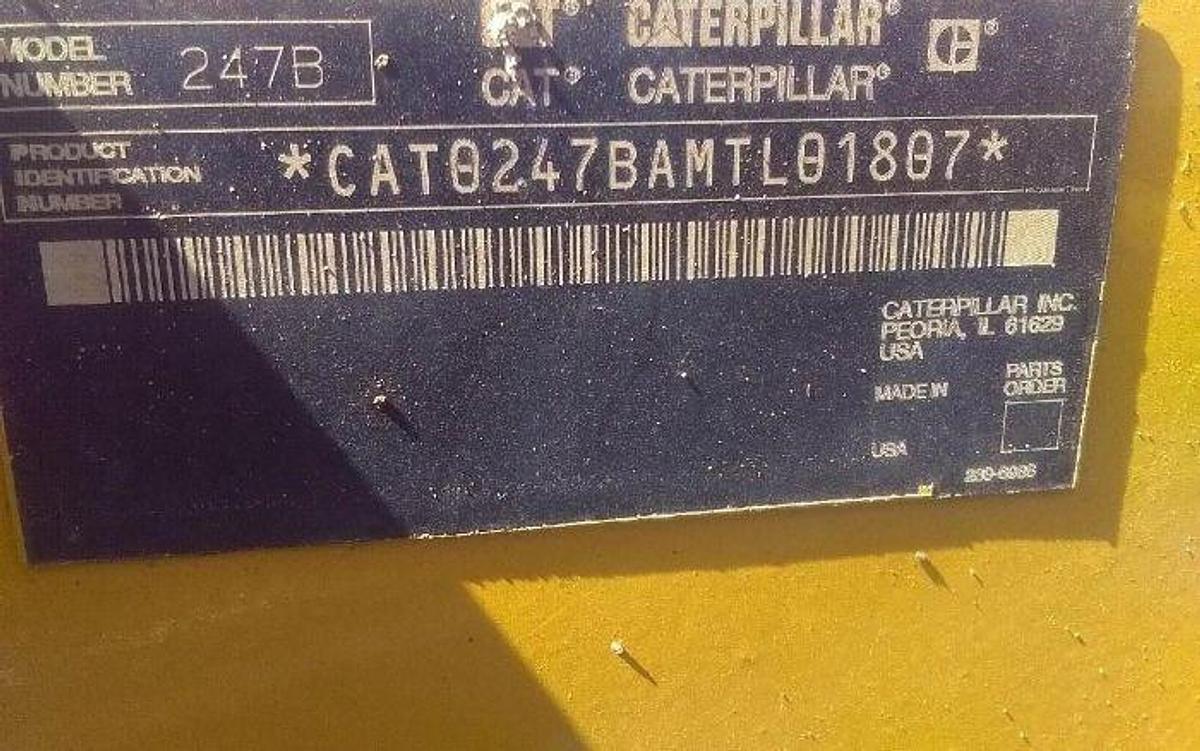 MODEL
NUMBER 247B
CAT® CATERPILLAR®
CAT® CATERPILLAR® C®
PRODUCT
IDENTIFICATION
NUMBER
*CAT0247BAMTL01807*
CATERPILLAR INC.
PEORIA, IL 61629
USA
MADE IN
USA
PARTS
ORDER